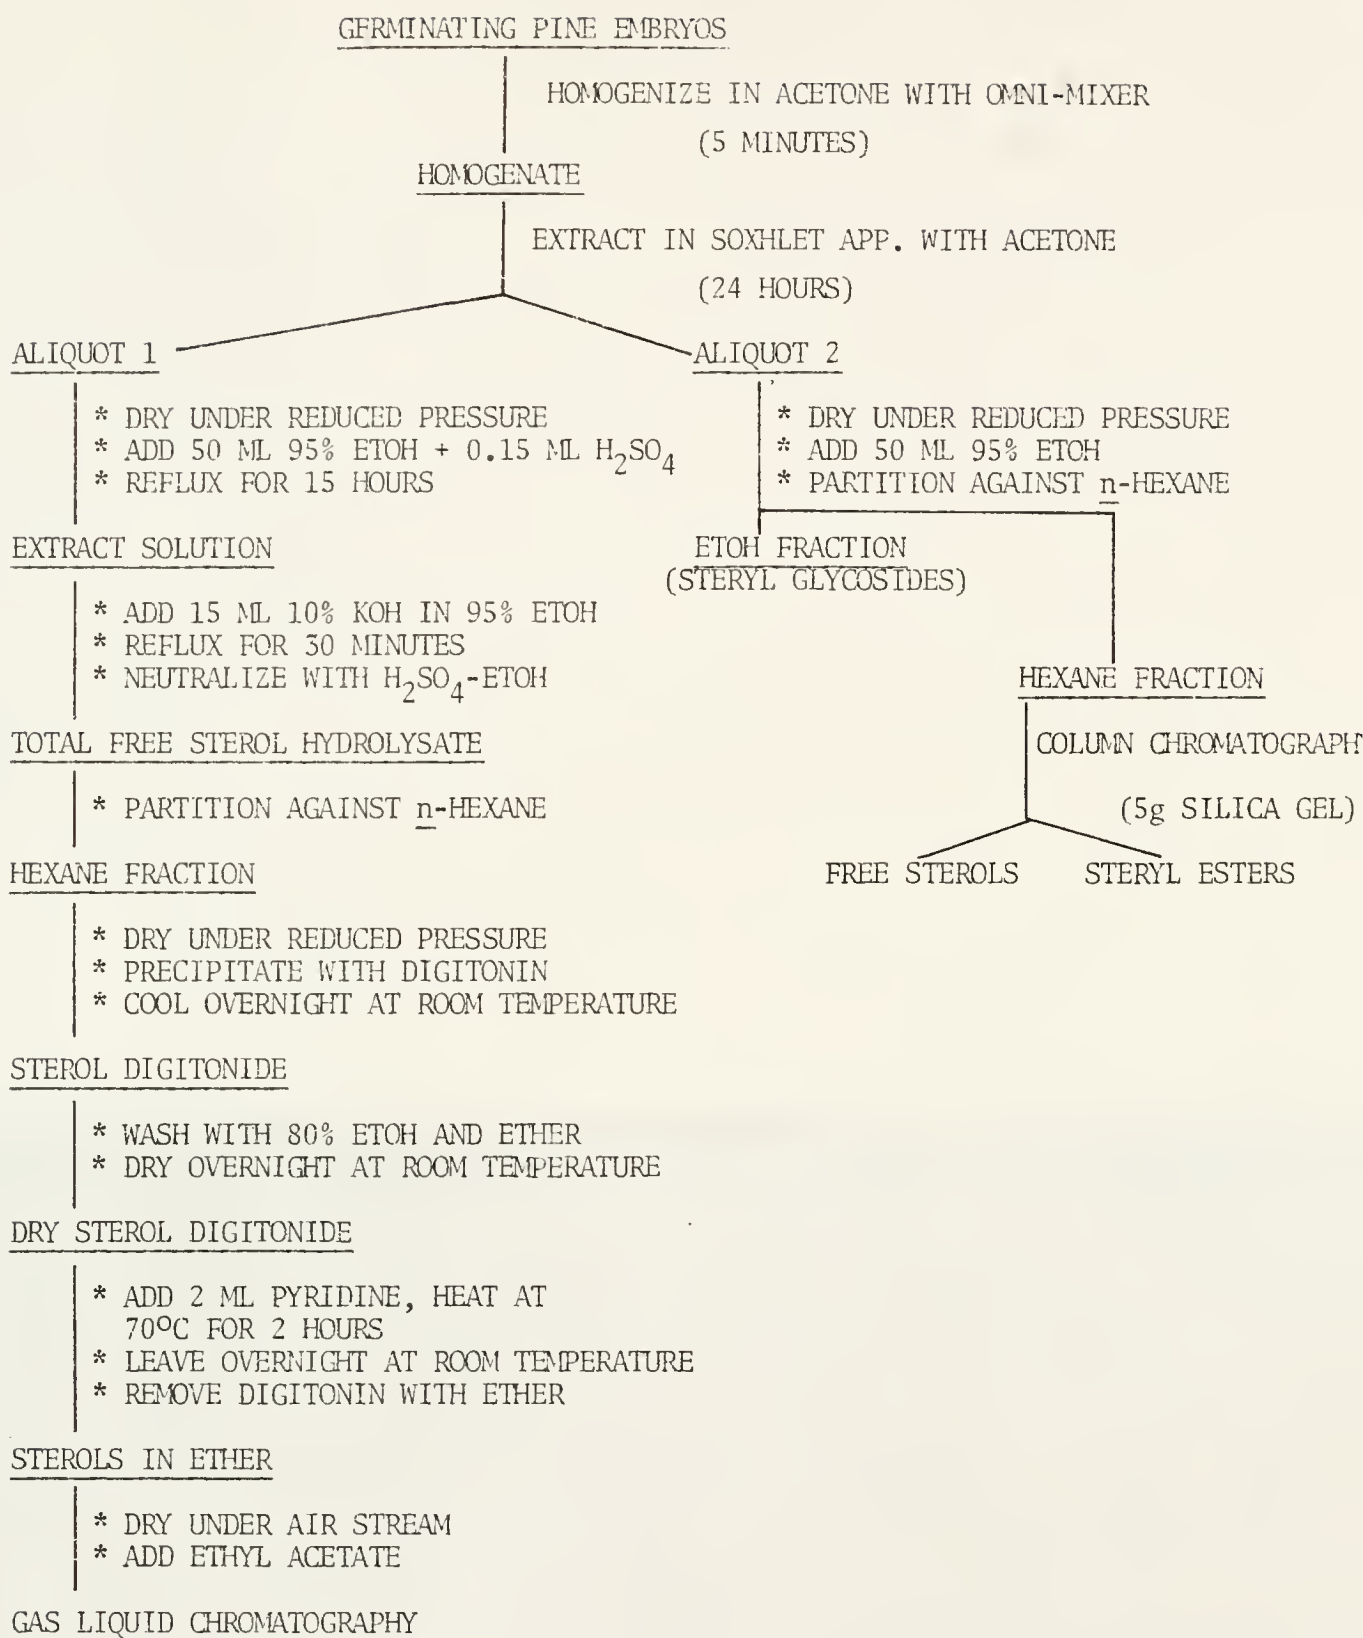 GERMINATING PINE EMBRYOS
HOMOGENIZE IN ACETONE WITH OMNI-MIXER
(5 MINUTES)
HOMOGENATE
EXTRACT IN SOXHLET APP. WITH ACETONE
(24 HOURS)
ALIQUOT 1
* DRY UNDER REDUCED PRESSURE
* ADD 50 ML 95% ETOH + 0.15 ML H2SO4
* REFLUX FOR 15 HOURS
EXTRACT SOLUTION
* ADD 15 ML 10% KOH IN 95% ETOH
* REFLUX FOR 30 MINUTES
* NEUTRALIZE WITH H2SO4-ETOH
TOTAL FREE STEROL HYDROLYSATE
* PARTITION AGAINST n-HEXANE
HEXANE FRACTION
* DRY UNDER REDUCED PRESSURE
* PRECIPITATE WITH DIGITONIN
* COOL OVERNIGHT AT ROOM TEMPERATURE
STEROL DIGITONIDE
* WASH WITH 80% ETOH AND ETHER
* DRY OVERNIGHT AT ROOM TEMPERATURE
DRY STEROL DIGITONIDE
* ADD 2 ML PYRIDINE, HEAT AT
70°C FOR 2 HOURS
* LEAVE OVERNIGHT AT ROOM TEMPERATURE
* REMOVE DIGITONIN WITH ETHER
STEROLS IN ETHER
* DRY UNDER AIR STREAM
* ADD ETHYL ACETATE
GAS LIQUID CHROMATOGRAPHY
ALIQUOT 2
* DRY UNDER REDUCED PRESSURE
* ADD 50 ML 95% ETOH
* PARTITION AGAINST n-HEXANE
ETOH FRACTION
(STERYL GLYCOSIDES)
HEXANE FRACTION
COLUMN CHROMATOGRAPH
(5g SILICA GEL)
FREE STEROLS
STERYL ESTERS